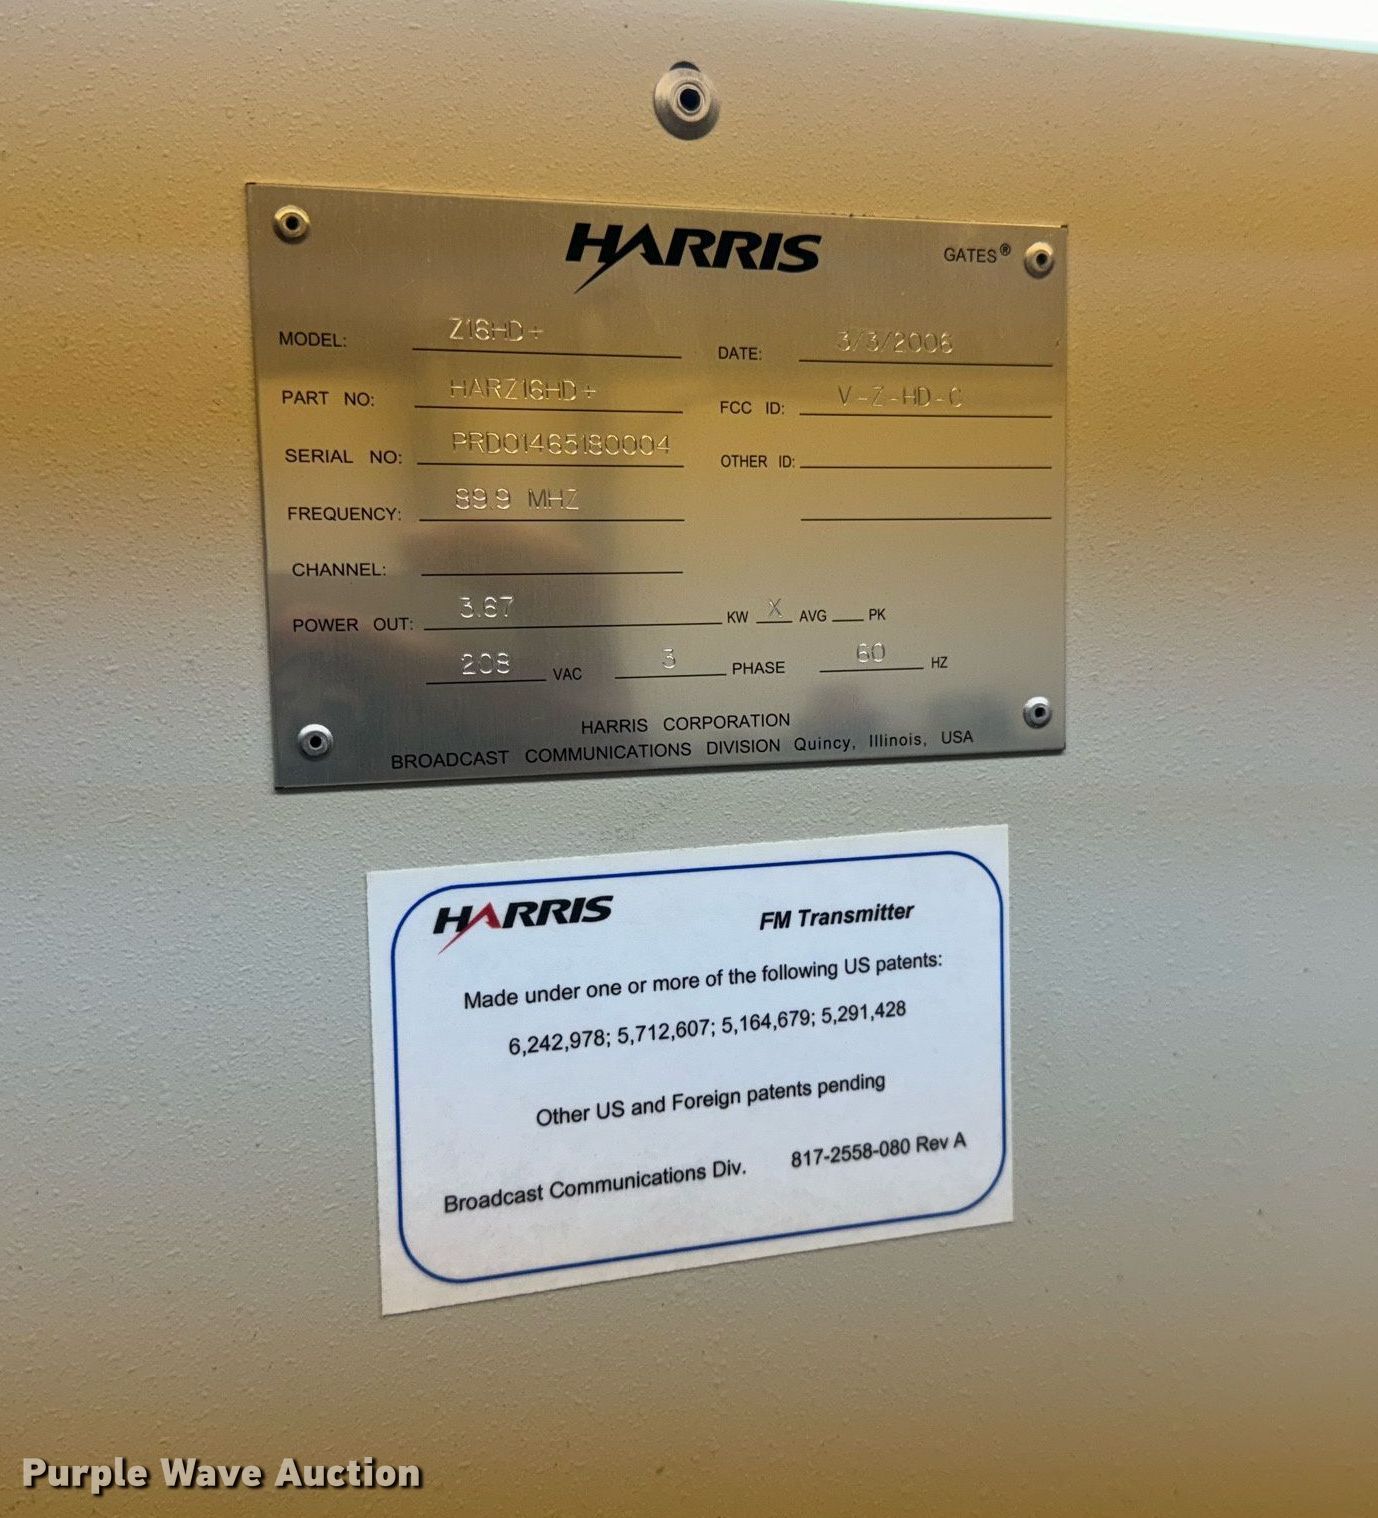 HARRIS
GATES®
MODEL: Z16HD+ DATE: 3/3/2006
PART NO: HARZ16HD+ FCC ID: V-Z-HD-C
SERIAL NO: PRD01465180004 OTHER ID:
FREQUENCY: 89.9 MHZ
CHANNEL:
POWER OUT: 3.67 KW X AVG PK
208 VAC 3 PHASE 60 HZ
HARRIS CORPORATION
BROADCAST COMMUNICATIONS DIVISION Quincy, Illinois, USA
HARRIS FM Transmitter
Made under one or more of the following US patents:
6,242,978; 5,712,607; 5,164,679; 5,291,428
Other US and Foreign patents pending
Broadcast Communications Div. 817-2558-080 Rev A
Purple Wave Auction